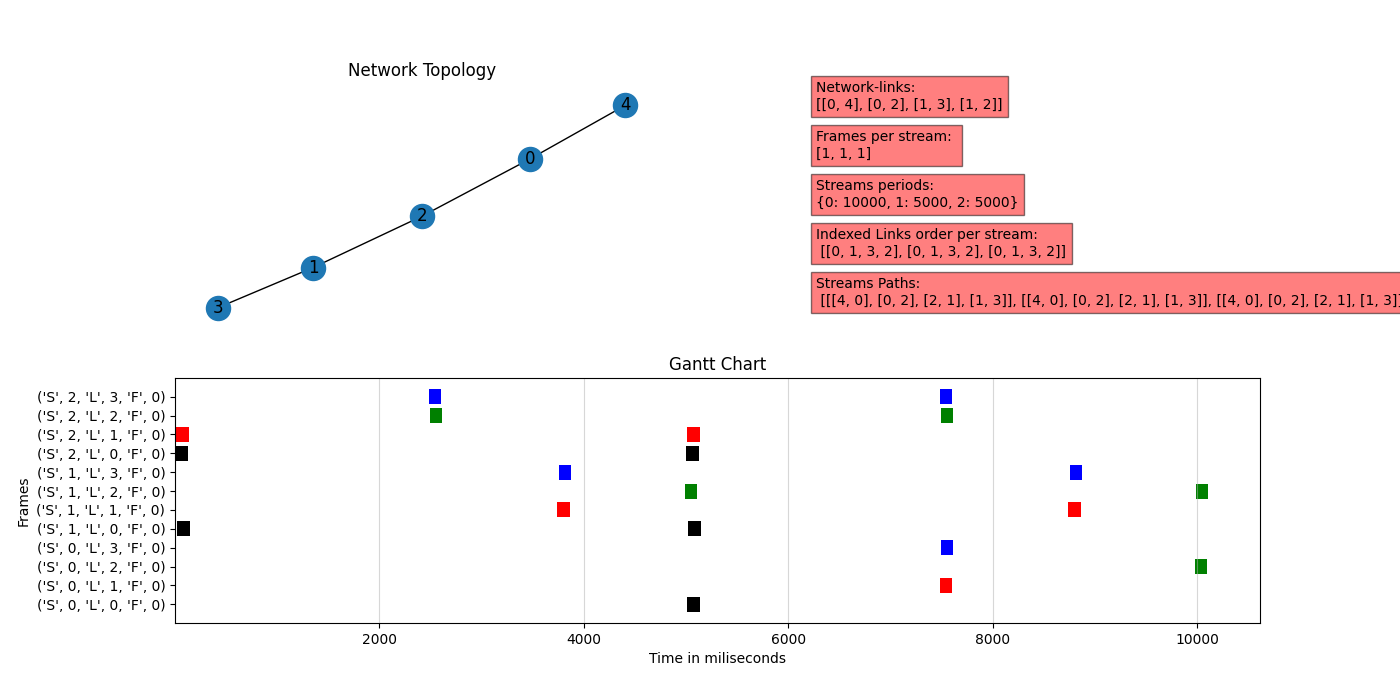 Network Topology
4
0
2
1
3
Network-links:
[[0, 4], [0, 2], [1, 3], [1, 2]]
Frames per stream:
[1, 1, 1]
Streams periods:
{0: 10000, 1: 5000, 2: 5000}
Indexed Links order per stream:
[[0, 1, 3, 2], [0, 1, 3, 2], [0, 1, 3, 2]]
Streams Paths:
[[[4, 0], [0, 2], [2, 1], [1, 3]], [[4, 0], [0, 2], [2, 1], [1, 3]], [[4, 0], [0, 2], [2, 1], [1, 3]]
Gantt Chart
('S', 2, 'L', 3, 'F', 0)
('S', 2, 'L', 2, 'F', 0)
('S', 2, 'L', 1, 'F', 0)
('S', 2, 'L', 0, 'F', 0)
('S', 1, 'L', 3, 'F', 0)
('S', 1, 'L', 2, 'F', 0)
('S', 1, 'L', 1, 'F', 0)
('S', 1, 'L', 0, 'F', 0)
('S', 0, 'L', 3, 'F', 0)
('S', 0, 'L', 2, 'F', 0)
('S', 0, 'L', 1, 'F', 0)
('S', 0, 'L', 0, 'F', 0)
Frames
2000 4000 6000 8000 10000
Time in miliseconds